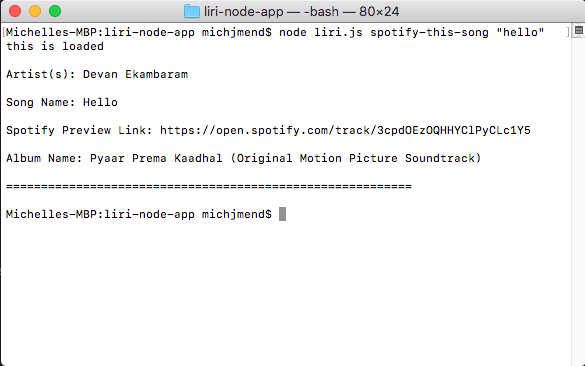 liri-node-app — -bash — 80×24
[Michelles-MBP:liri-node-app michjmend$ node liri.js spotify-this-song "hello" ]
this is loaded
Artist(s): Devan Ekambaram
Song Name: Hello
Spotify Preview Link: https://open.spotify.com/track/3cpdOEzOQHHYClPyCLc1Y5
Album Name: Pyaar Prema Kaadhal (Original Motion Picture Soundtrack)
==========================================================
Michelles-MBP:liri-node-app michjmend$